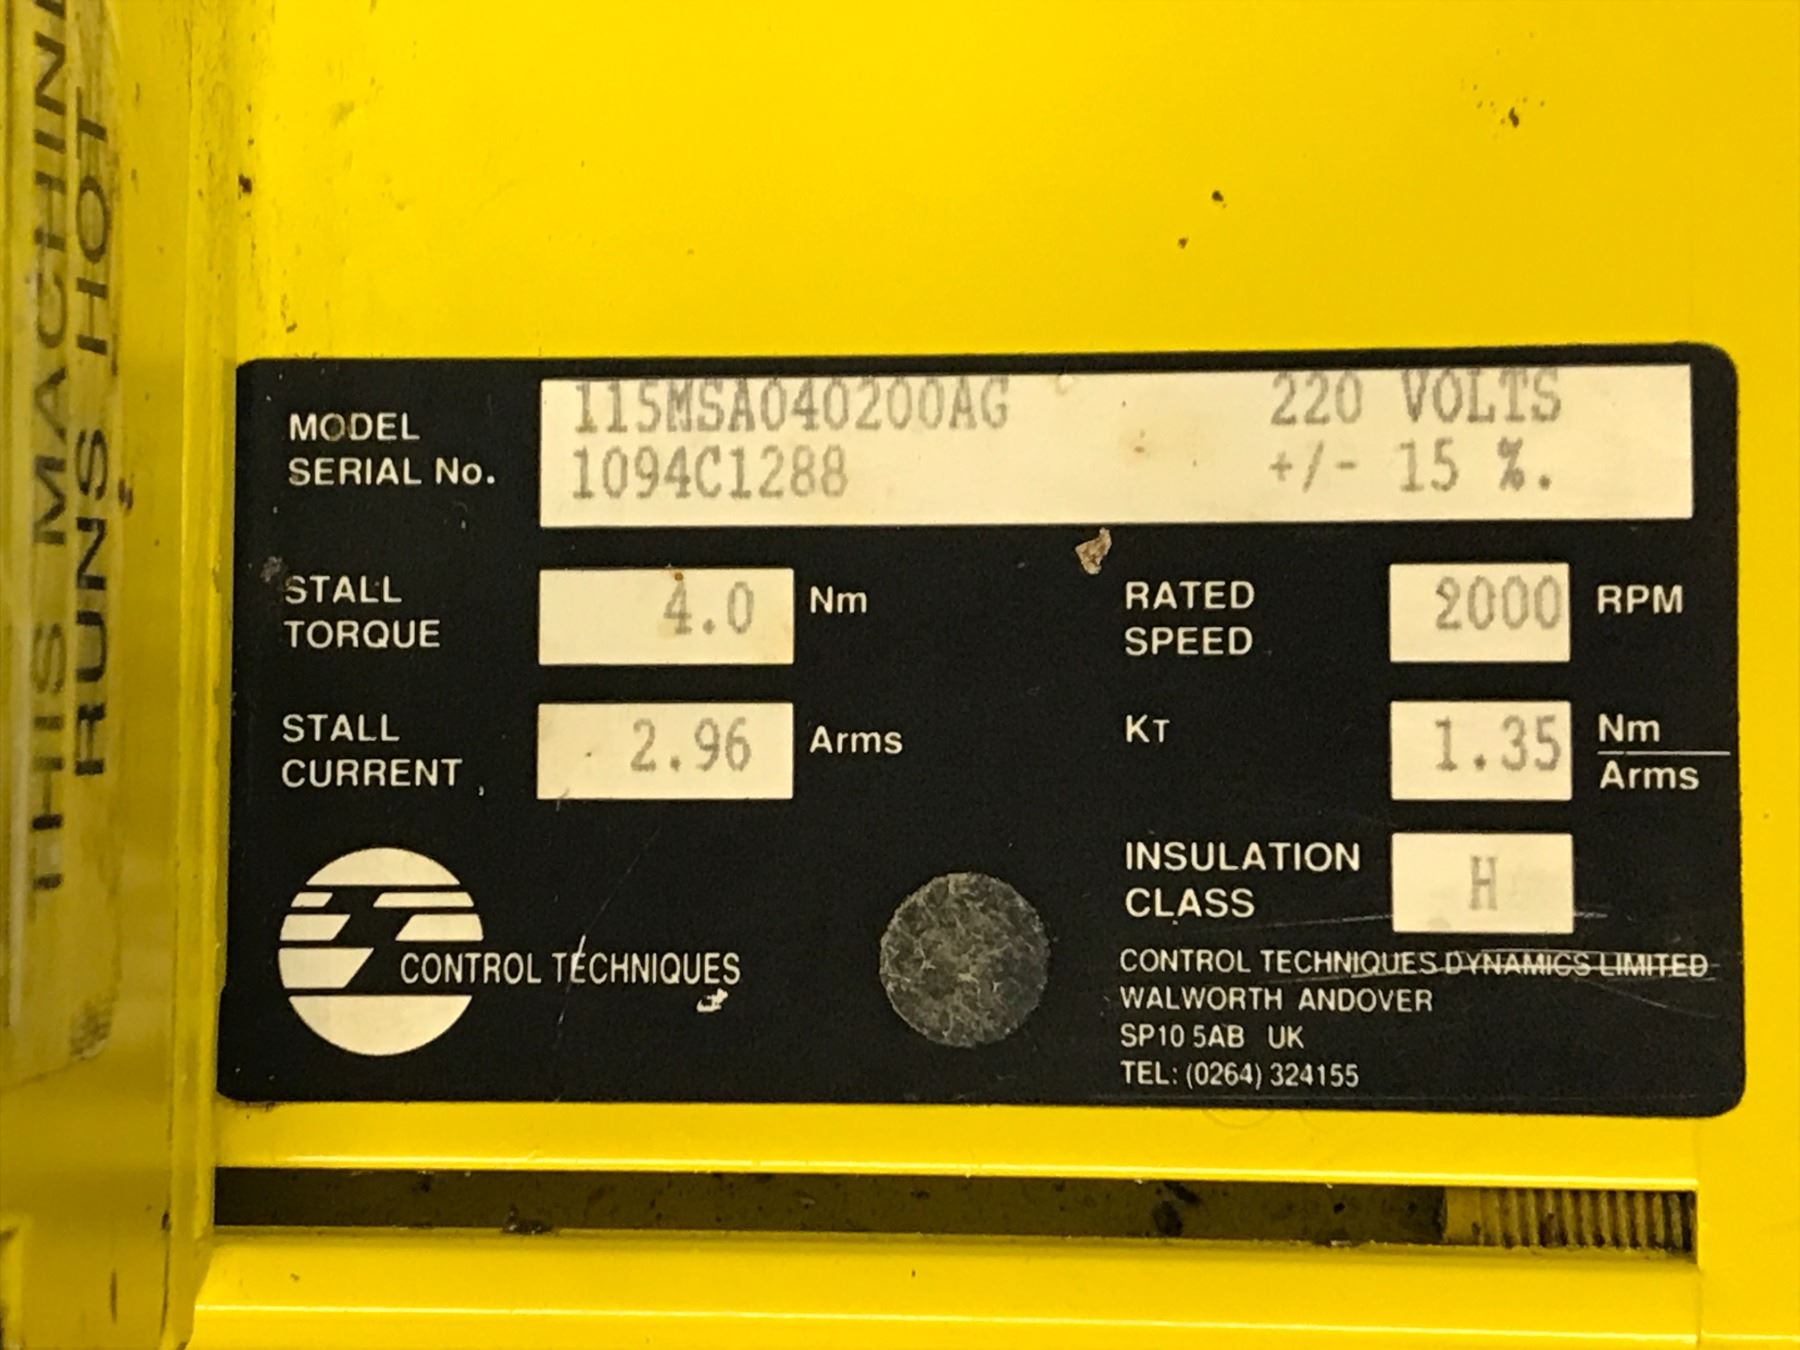 THIS MACHINE
RUNS HOT
MODEL 115MSA040200AG 220 VOLTS
SERIAL No. 1094C1288 +/- 15 %.
STALL
TORQUE 4.0 Nm
RATED
SPEED 2000 RPM
STALL
CURRENT 2.96 Arms
KT 1.35 Nm
Arms
INSULATION
CLASS H
CONTROL TECHNIQUES
CONTROL TECHNIQUES DYNAMICS LIMITED
WALWORTH ANDOVER
SP10 5AB UK
TEL: (0264) 324155